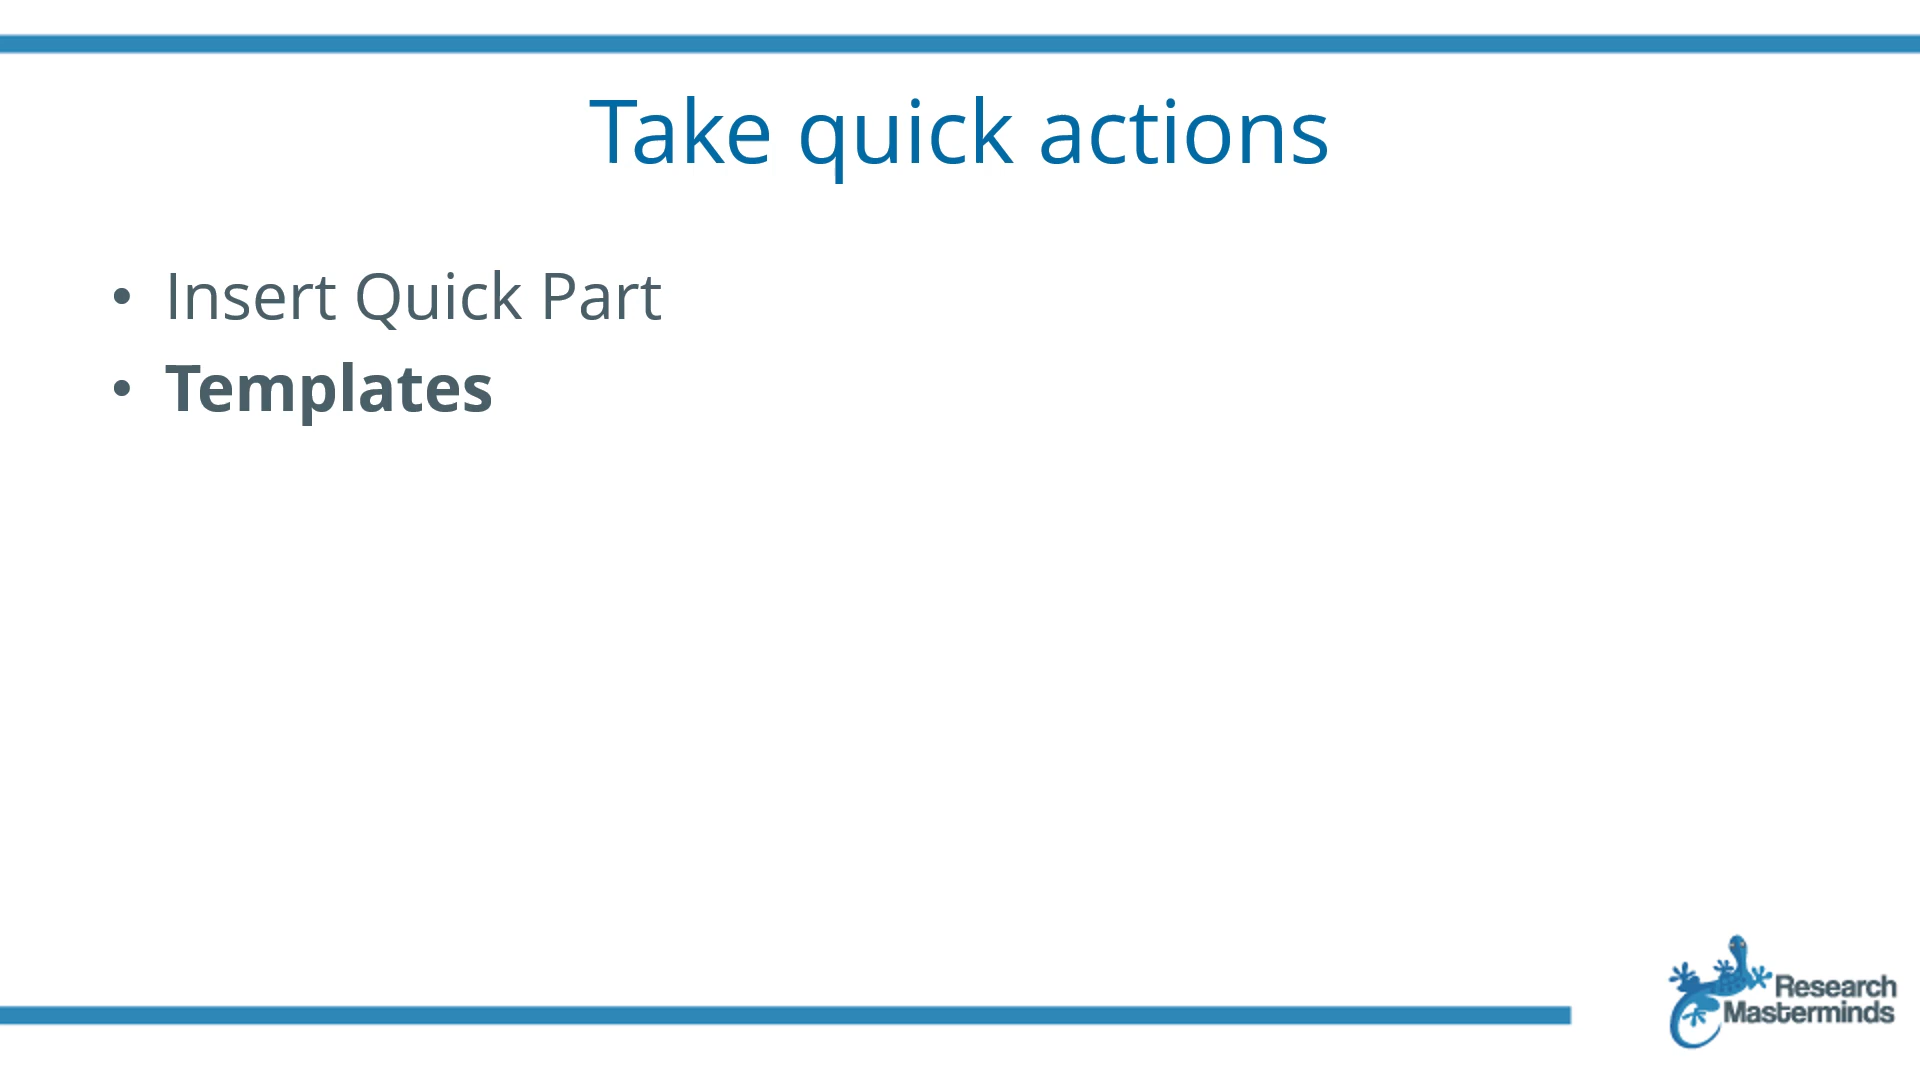 Take quick actions
• Insert Quick Part
• Templates
Research
Masterminds